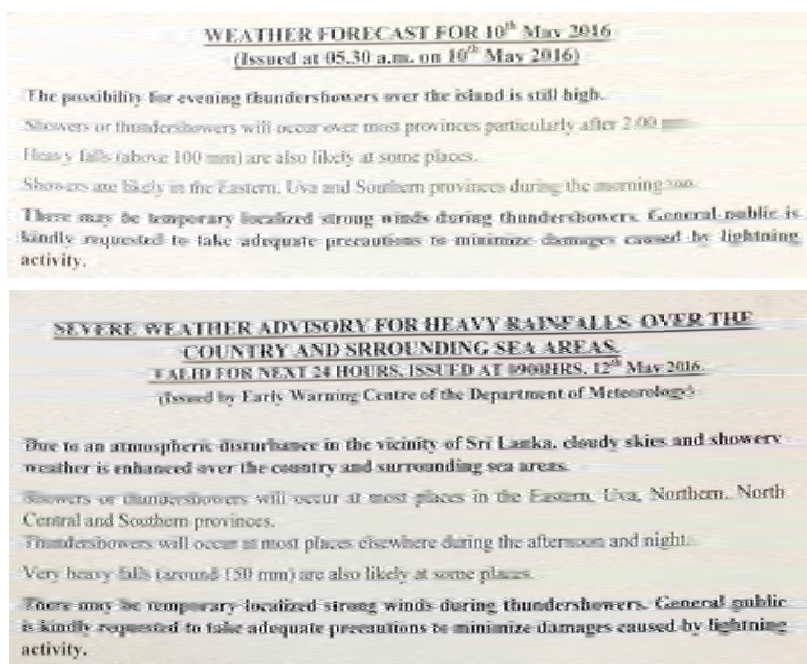 WEATHER FORECAST FOR 10th May 2016
(Issued at 05.30 a.m. on 10th May 2016)
The possibility for evening thundershowers over the island is still high.
Showers or thundershowers will occur over most provinces particularly after 2.00
Heavy falls (above 100 mm) are also likely at some places.
Showers are likely in the Eastern, Uva and Southern provinces during the morning too.
There may be temporary localized strong winds during thundershowers. General public is
kindly requested to take adequate precautions to minimize damages caused by lightning
activity.
SEVERE WEATHER ADVISORY FOR HEAVY RAINFALLS OVER THE
COUNTRY AND SRROUNDING SEA AREAS.
VALID FOR NEXT 24 HOURS, ISSUED AT 0900HRS, 12th May 2016.
(Issued by Early Warning Centre of the Department of Meteorology)
Due to an atmospheric disturbance in the vicinity of Sri Lanka, cloudy skies and showery
weather is enhanced over the country and surrounding sea areas.
Showers or thundershowers will occur at most places in the Eastern, Uva, Northern, North
Central and Southern provinces.
Thundershowers will occur at most places elsewhere during the afternoon and night.
Very heavy falls (around 150 mm) are also likely at some places.
There may be temporary localized strong winds during thundershowers. General public
is kindly requested to take adequate precautions to minimize damages caused by lightning
activity.